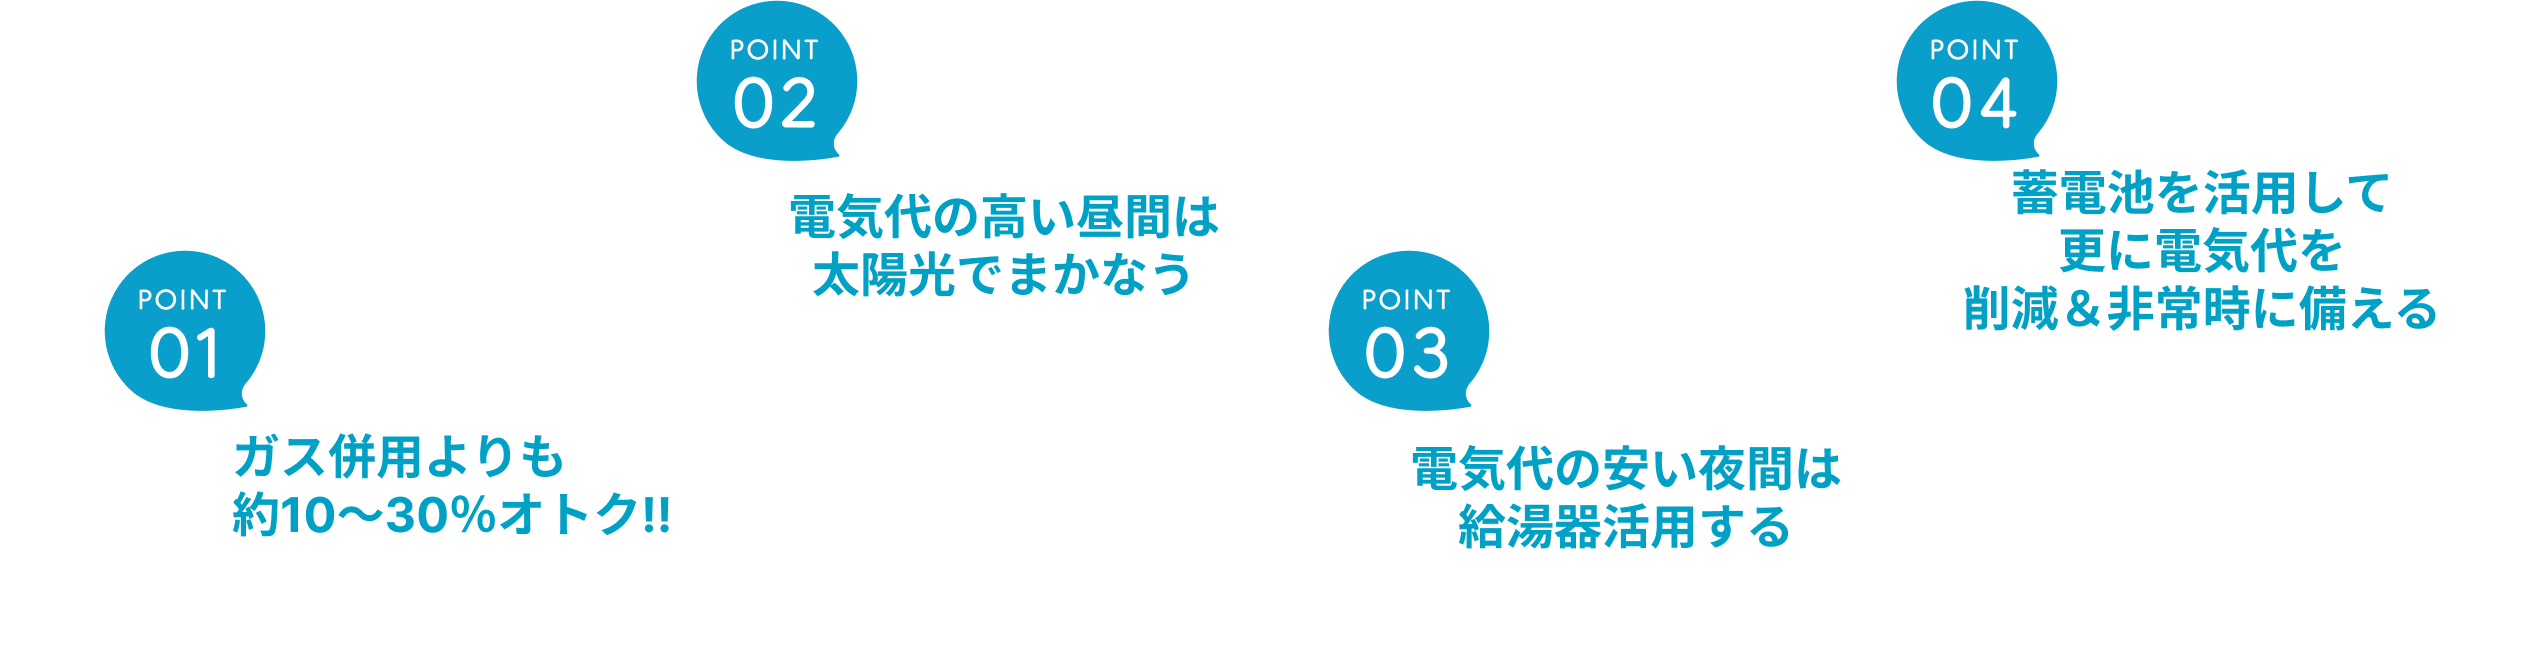 POINT
01
ガス併用よりも
約10〜30%オトク!!
POINT
02
電気代の高い昼間は
太陽光でまかなう
POINT
03
電気代の安い夜間は
給湯器活用する
POINT
04
蓄電池を活用して
更に電気代を
削減＆非常時に備える